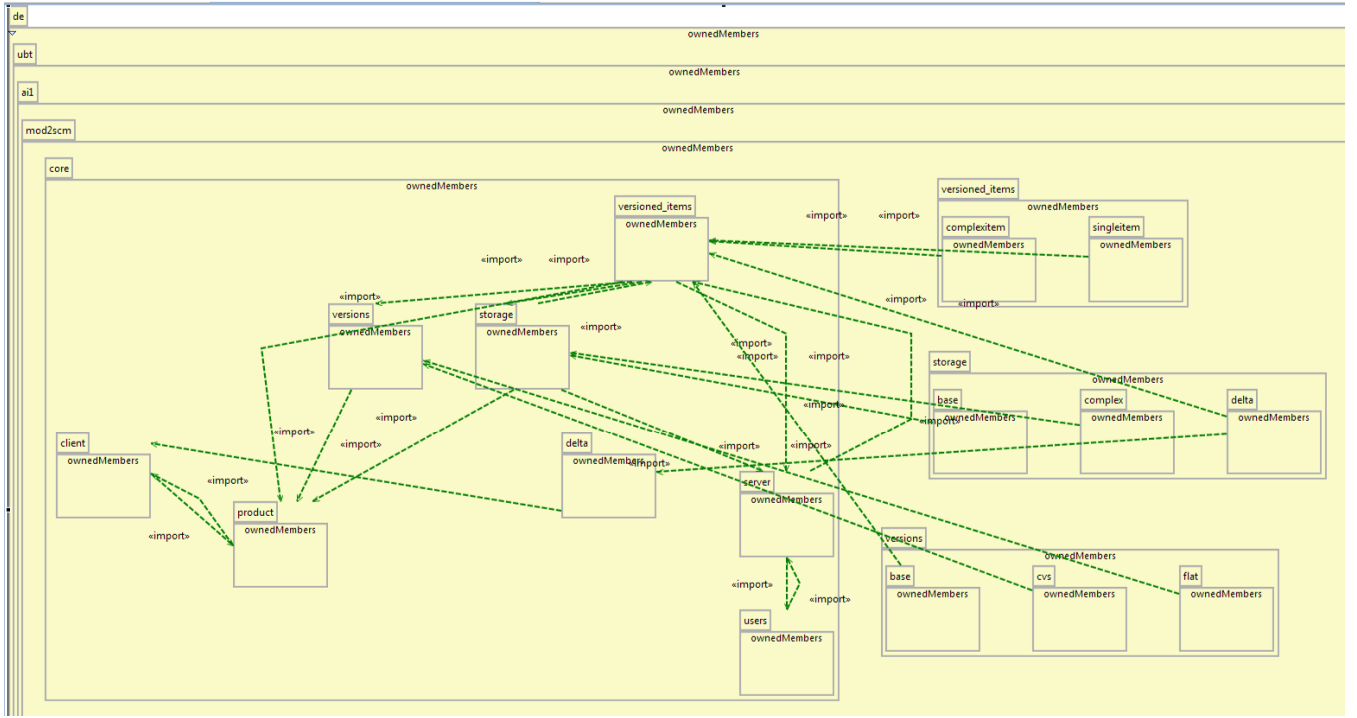 de
ownedMembers
ubt
ownedMembers
ai1
ownedMembers
mod2scm
ownedMembers
core
ownedMembers
versioned_items
ownedMembers
versioned_items
ownedMembers
complexitem
ownedMembers
singleitem
ownedMembers
«import»
«import»
«import»
«import»
«import»
«import»
«import»
versions
ownedMembers
storage
ownedMembers
«import»
«import»
«import»
«import»
storage
ownedMembers
base
ownedMembers
complex
ownedMembers
delta
ownedMembers
«import»
«import»
«import»
«import»
«import»
«import»
«import»
client
ownedMembers
delta
ownedMembers
«import»
server
ownedMembers
«import»
«import»
product
ownedMembers
versions
ownedMembers
base
ownedMembers
cvs
ownedMembers
flat
ownedMembers
«import»
«import»
users
ownedMembers